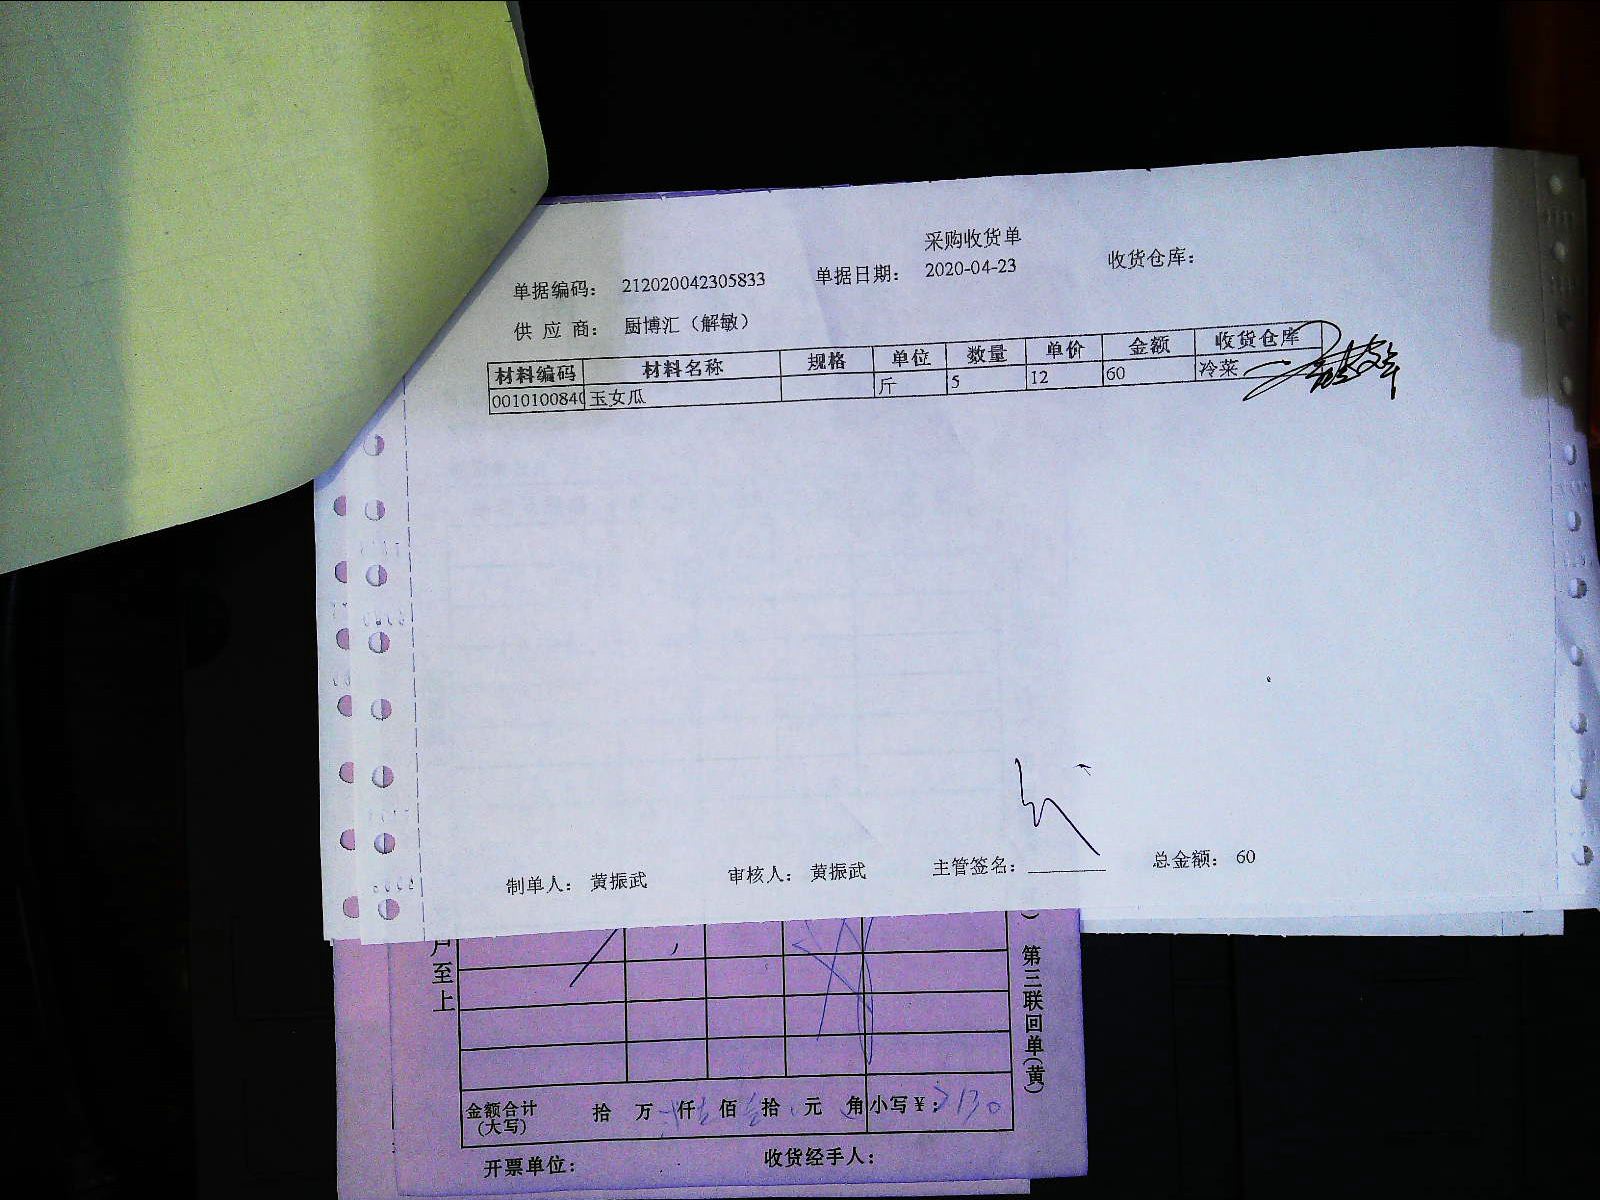 采购收货单
单据编码： 212020042305833 单据日期： 2020-04-23 收货仓库：
供 应 商： 厨博汇（解敏）
材料编码 材料名称 规格 单位 数量 单价 金额 收货仓库
0010100840 玉女瓜 斤 5 12 60 冷菜
制单人： 黄振武 审核人： 黄振武 主管签名： 总金额： 60
户至上
第三联回单(黄)
金额合计 拾 万 仟 佰 拾 元 角 小写¥：
(大写)
开票单位： 收货经手人：